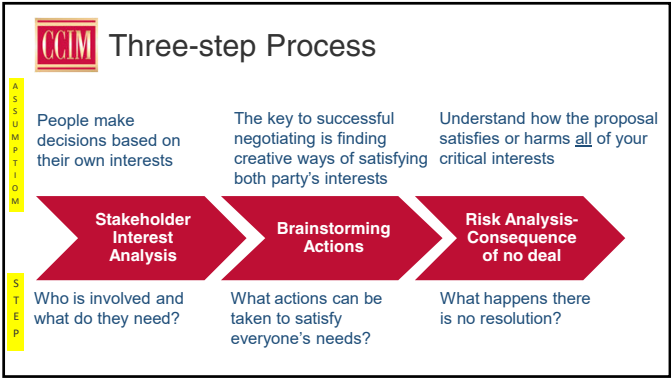 CCIM
Three-step Process
ASSUMPTIOM
People make
decisions based on
their own interests
The key to successful
negotiating is finding
creative ways of satisfying
both party’s interests
Understand how the proposal
satisfies or harms all of your
critical interests
Stakeholder
Interest
Analysis
Brainstorming
Actions
Risk Analysis-
Consequence
of no deal
STEP
Who is involved and
what do they need?
What actions can be
taken to satisfy
everyone’s needs?
What happens there
is no resolution?